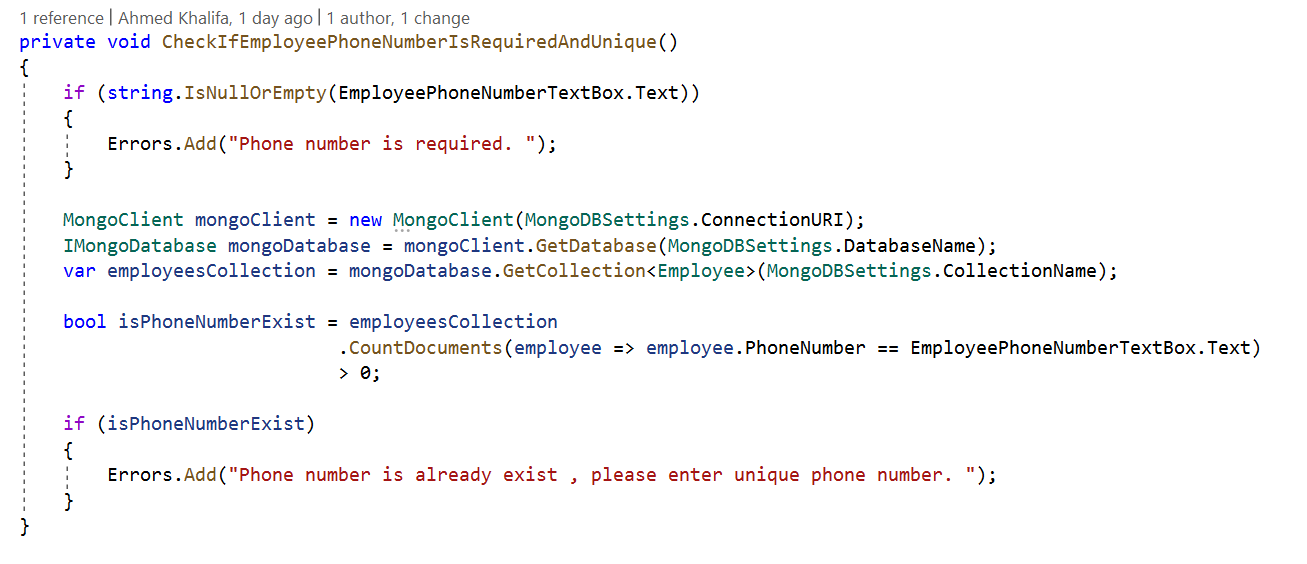 1 reference | Ahmed Khalifa, 1 day ago | 1 author, 1 change
private void CheckIfEmployeePhoneNumberIsRequiredAndUnique()
{
if (string.IsNullOrEmpty(EmployeePhoneNumberTextBox.Text))
{
Errors.Add("Phone number is required. ");
}
MongoClient mongoClient = new MongoClient(MongoDBSettings.ConnectionURI);
IMongoDatabase mongoDatabase = mongoClient.GetDatabase(MongoDBSettings.DatabaseName);
var employeesCollection = mongoDatabase.GetCollection<Employee>(MongoDBSettings.CollectionName);
bool isPhoneNumberExist = employeesCollection
.CountDocuments(employee => employee.PhoneNumber == EmployeePhoneNumberTextBox.Text)
> 0;
if (isPhoneNumberExist)
{
Errors.Add("Phone number is already exist , please enter unique phone number. ");
}
}